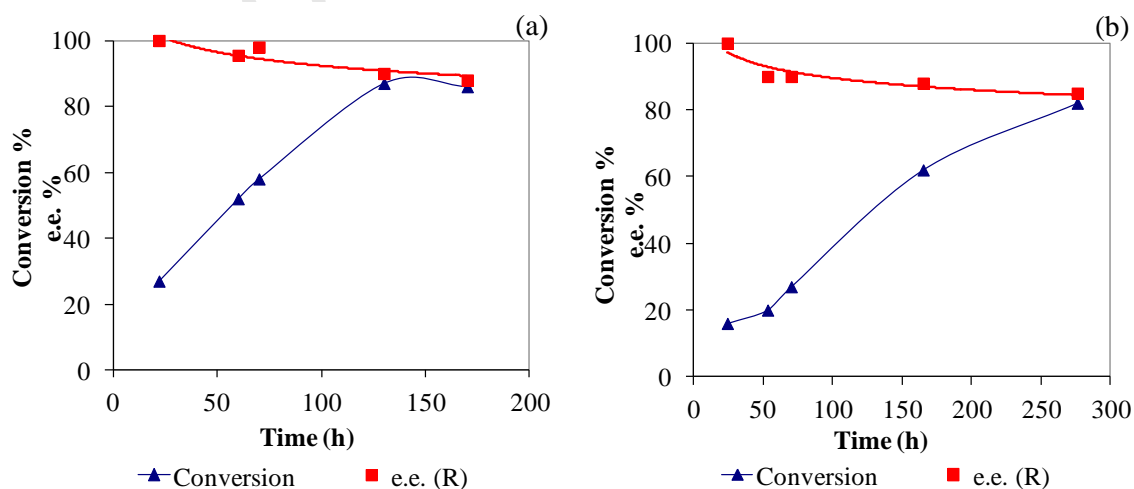 (a)
100
80
60
40
20
0
Conversion %
e.e. %
0 50 100 150 200
Time (h)
Conversion e.e. (R)
(b)
100
80
60
40
20
0
Conversion %
e.e. %
0 50 100 150 200 250 300
Time (h)
Conversion e.e. (R)